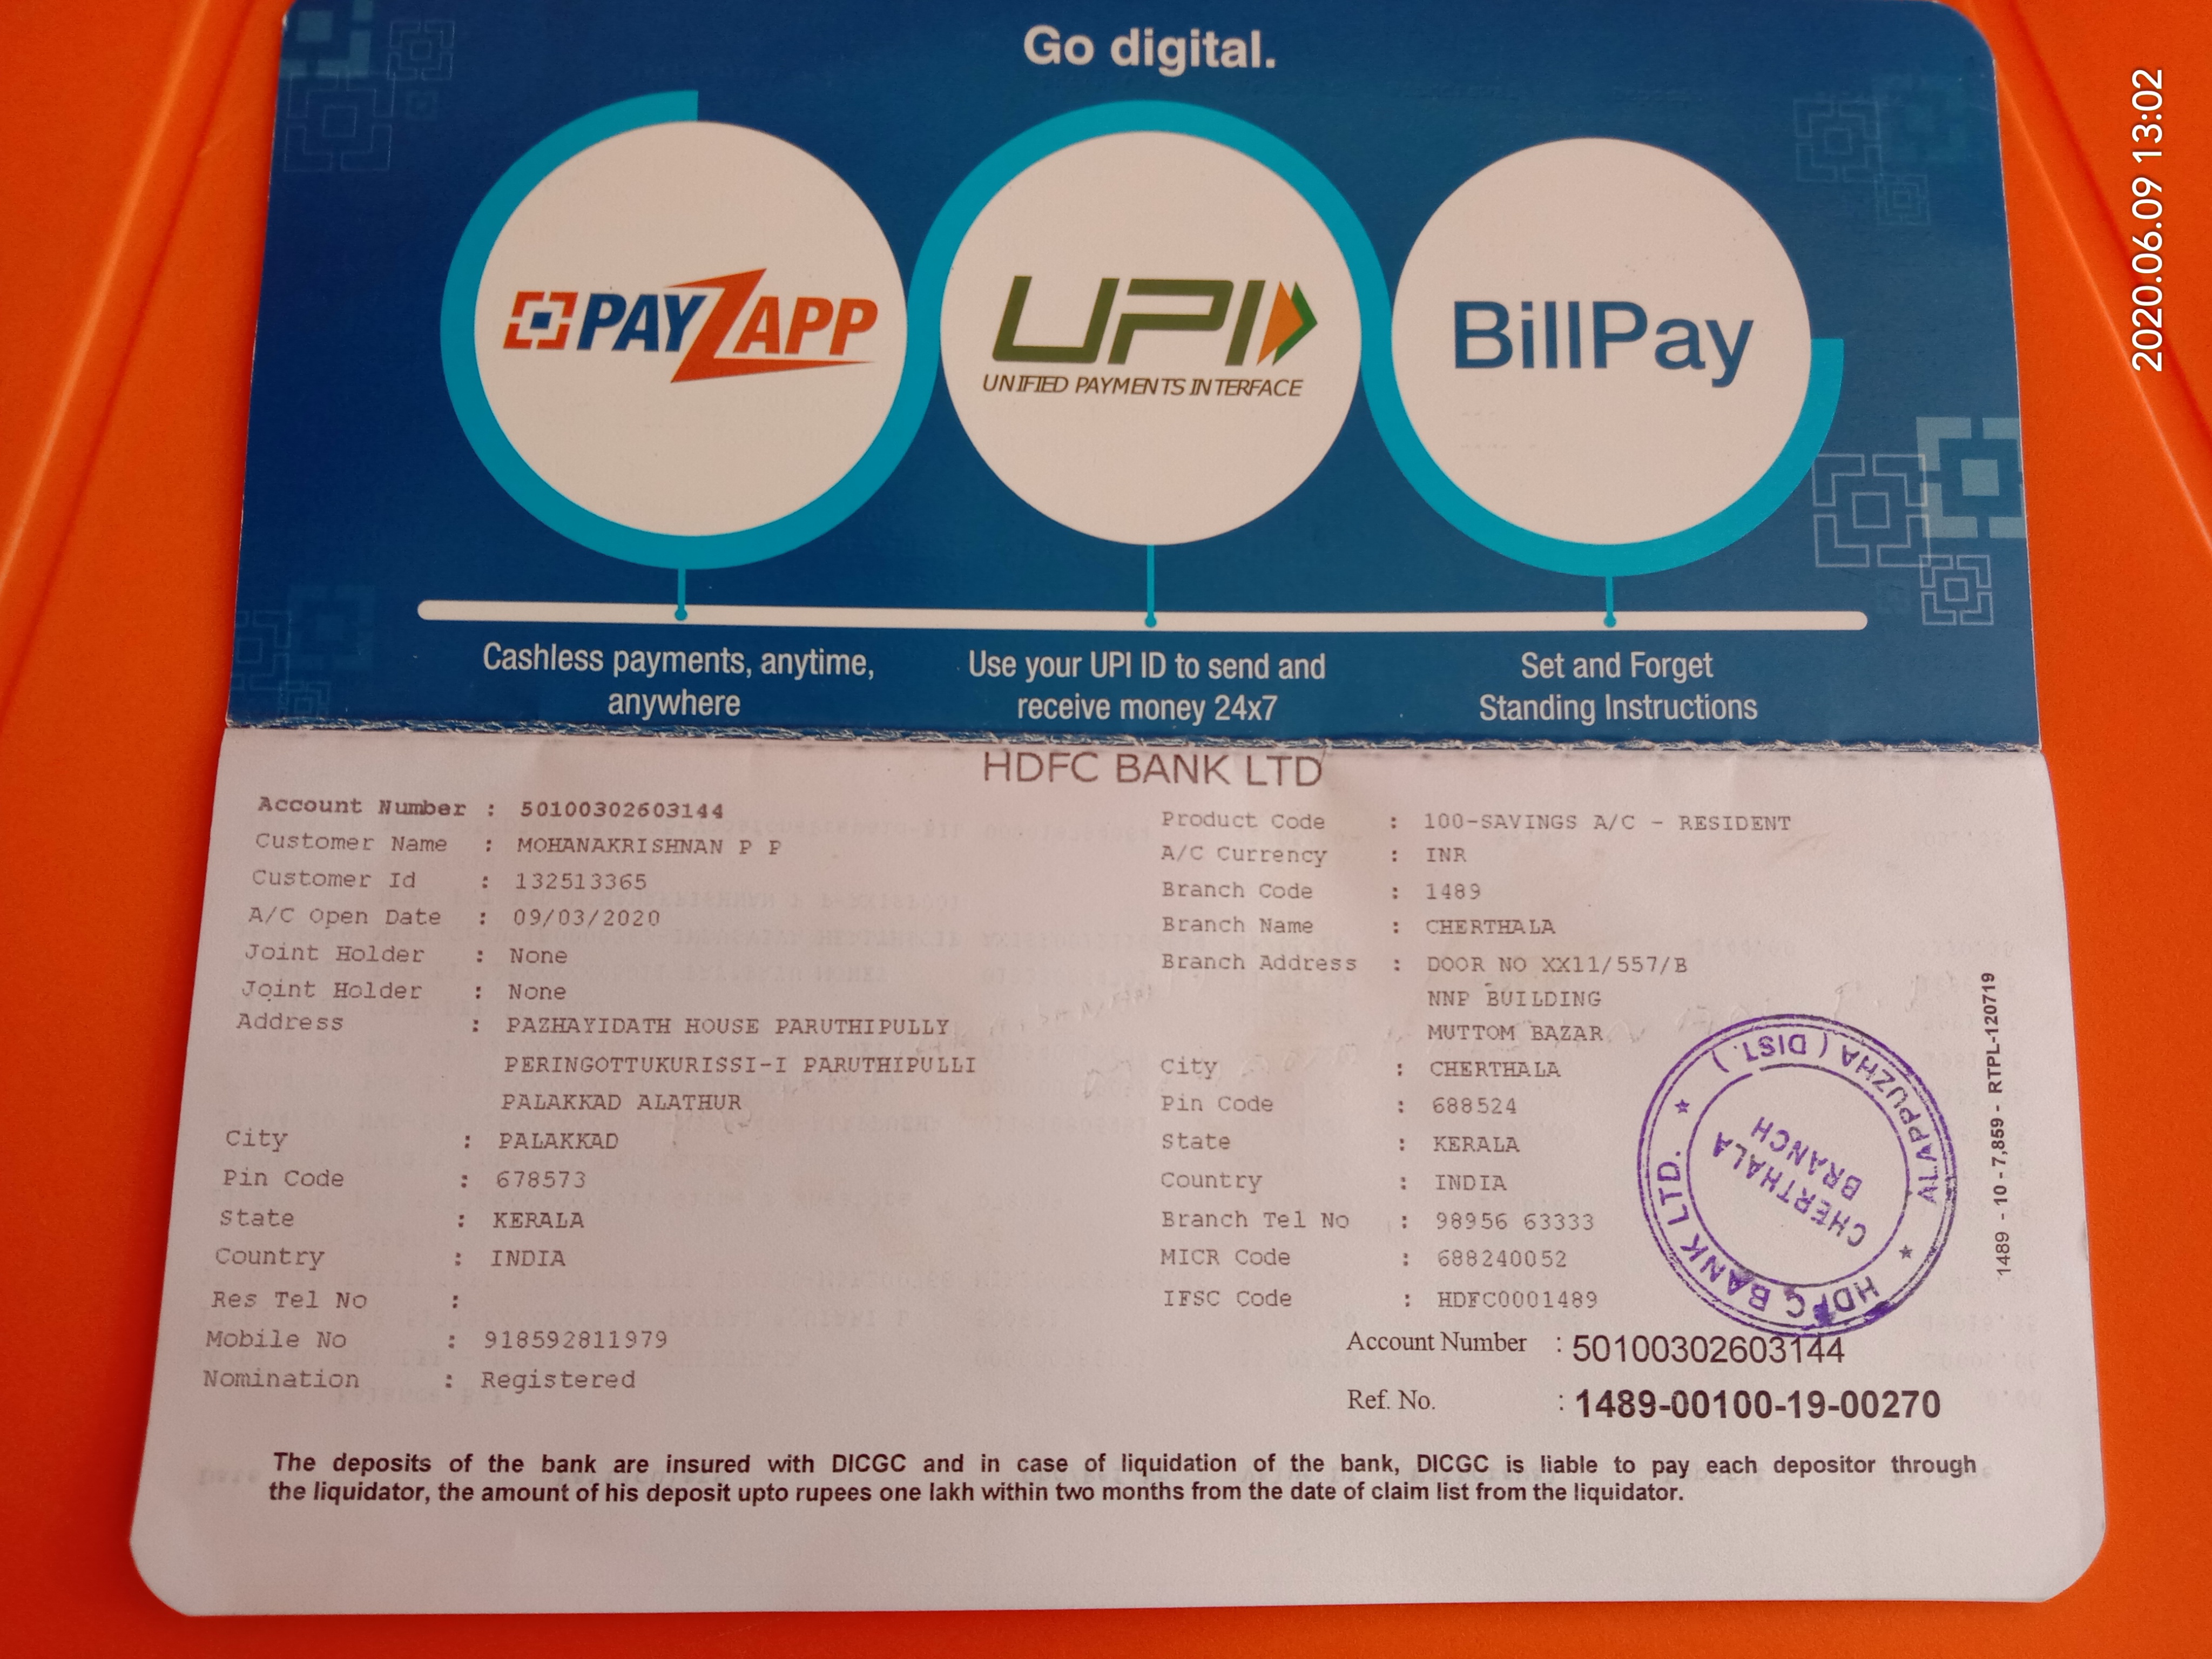 2020.06.09 13:02
Go digital.
PAYZAPP
UPI
UNIFIED PAYMENTS INTERFACE
BillPay
Cashless payments, anytime,
anywhere
Use your UPI ID to send and
receive money 24x7
Set and Forget
Standing Instructions
HDFC BANK LTD
Account Number : 50100302603144
Customer Name : MOHANAKRISHNAN P P
Customer Id : 132513365
A/C Open Date : 09/03/2020
Joint Holder : None
Joint Holder : None
Address : PAZHAYIDATH HOUSE PARUTHIPULLY
PERINGOTTUKURISSI-I PARUTHIPULLI
PALAKKAD ALATHUR
City : PALAKKAD
Pin Code : 678573
State : KERALA
Country : INDIA
Res Tel No :
Mobile No : 918592811979
Nomination : Registered
Product Code : 100-SAVINGS A/C - RESIDENT
A/C Currency : INR
Branch Code : 1489
Branch Name : CHERTHALA
Branch Address : DOOR NO XX11/557/B
NNP BUILDING
MUTTOM BAZAR
City : CHERTHALA
Pin Code : 688524
State : KERALA
Country : INDIA
Branch Tel No : 98956 63333
MICR Code : 688240052
IFSC Code : HDFC0001489
Account Number : 50100302603144
Ref. No. : 1489-00100-19-00270
HDFC BANK LTD.
ALAPPUZHA (DIST.)
CHERTHALA
BRANCH
1489 - 10 - 7,859 - RTPL-120719
The deposits of the bank are insured with DICGC and in case of liquidation of the bank, DICGC is liable to pay each depositor through
the liquidator, the amount of his deposit upto rupees one lakh within two months from the date of claim list from the liquidator.